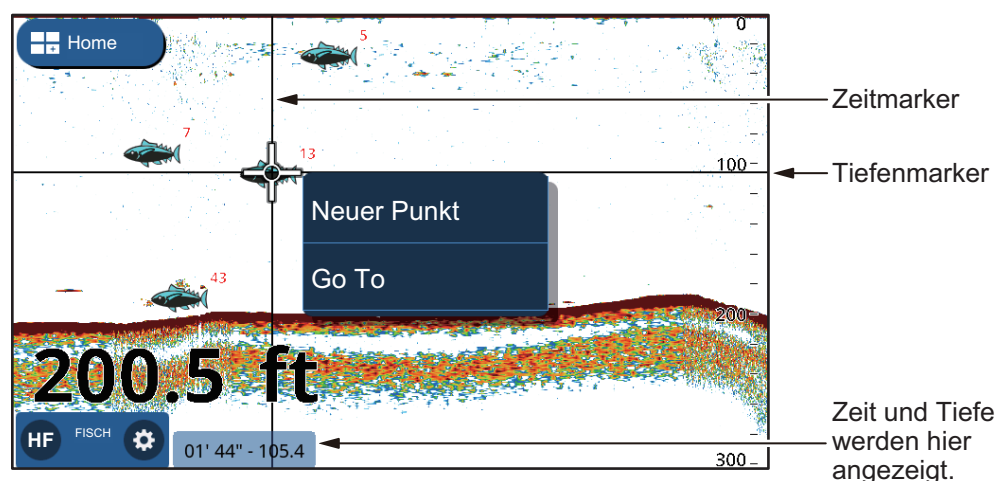 Home
5
0
Zeitmarker
7
13
100
Tiefenmarker
Neuer Punkt
Go To
43
200
200.5 ft
HF
FISCH
01' 44" - 105.4
300
Zeit und Tiefe
werden hier
angezeigt.